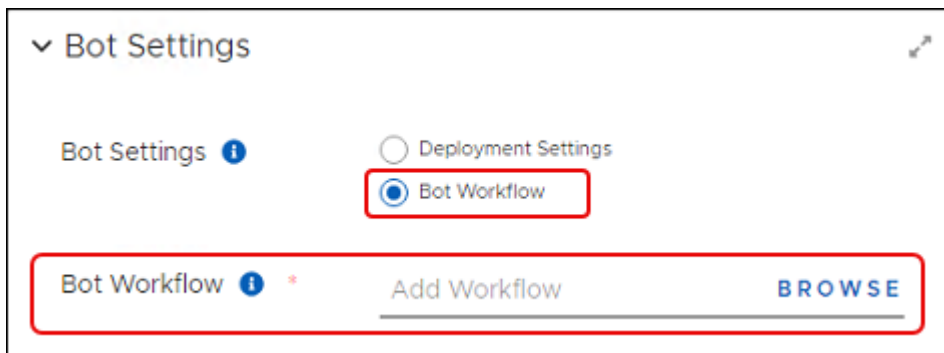 Bot Settings
Bot Settings
Deployment Settings
Bot Workflow
Bot Workflow * Add Workflow BROWSE